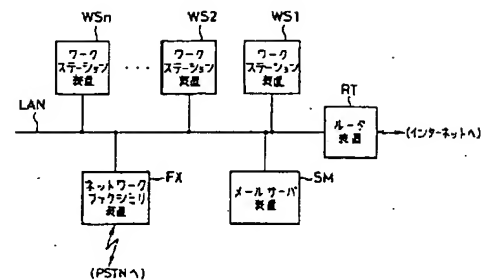 WSn
WS2
WS1
ワーク
ステーション
装置
...
ワーク
ステーション
装置
ワーク
ステーション
装置
LAN
RT
ルータ
装置
(インターネットへ)
ネットワーク
ファクシミリ
装置
FX
メールサーバ
装置
SM
(PSTNへ)